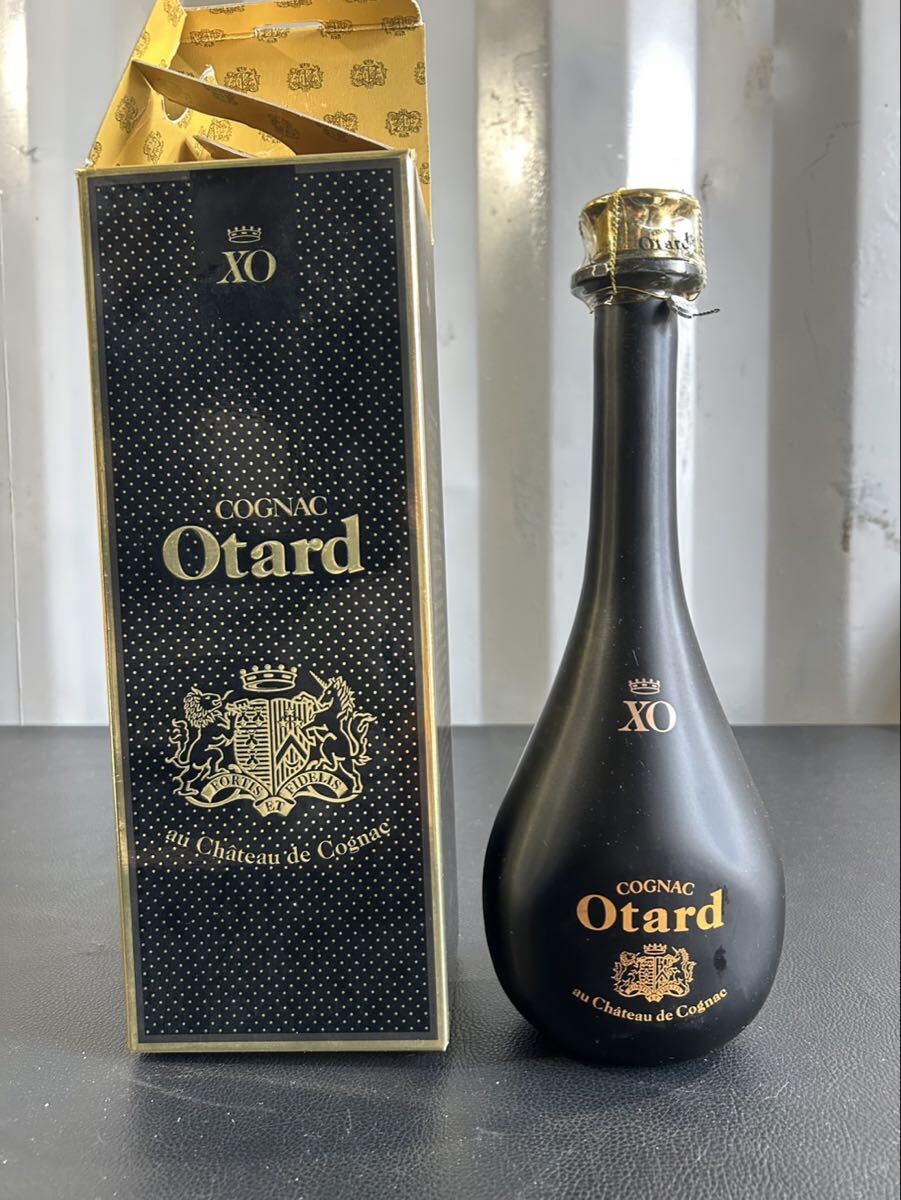 XO
COGNAC
Otard
FORTIS ET FIDELIS
au Château de Cognac
Otard
XO
COGNAC
Otard
au Château de Cognac